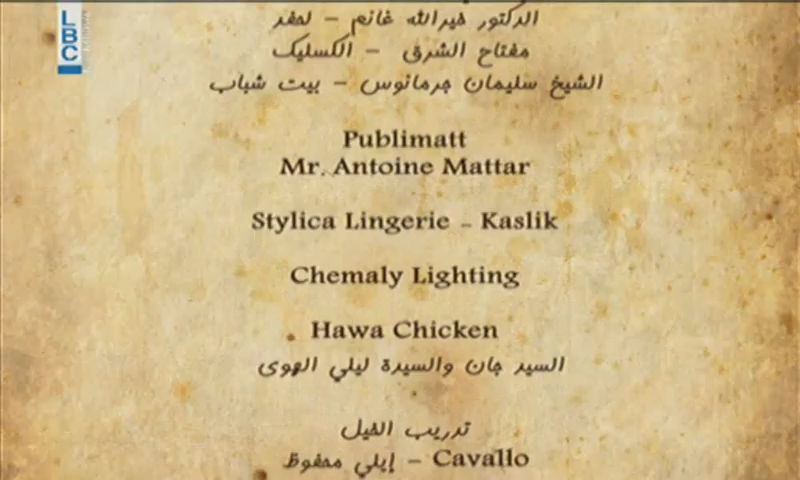 LBC
الدكتور خيرالله غانم - لحفد
مفتاح الشرق - الكسليك
الشيخ سليمان جرمانوس - بيت شباب
Publimatt
Mr. Antoine Mattar
Stylica Lingerie - Kaslik
Chemaly Lighting
Hawa Chicken
السيد جان والسيدة ليلي الهوى
تدريب الخيل
إيلي محفوظ - Cavallo